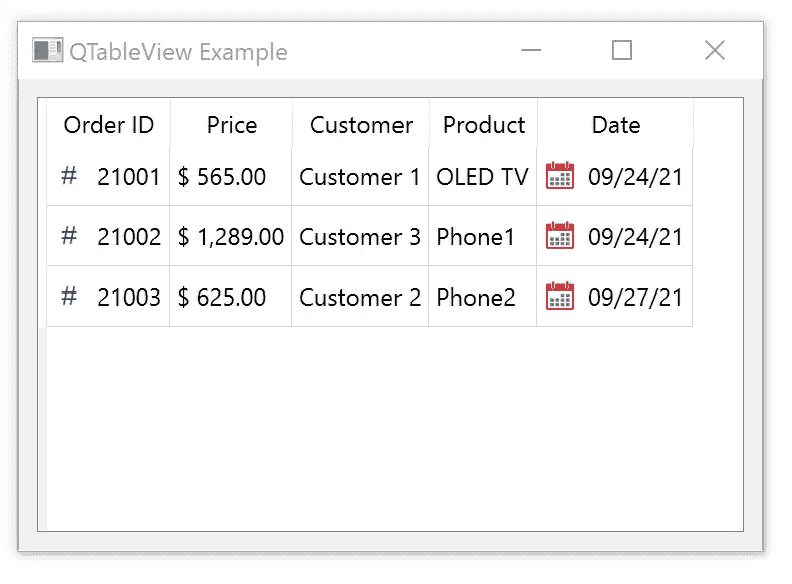 QTableView Example
Order ID Price Customer Product Date
# 21001 $ 565.00 Customer 1 OLED TV 09/24/21
# 21002 $ 1,289.00 Customer 3 Phone1 09/24/21
# 21003 $ 625.00 Customer 2 Phone2 09/27/21